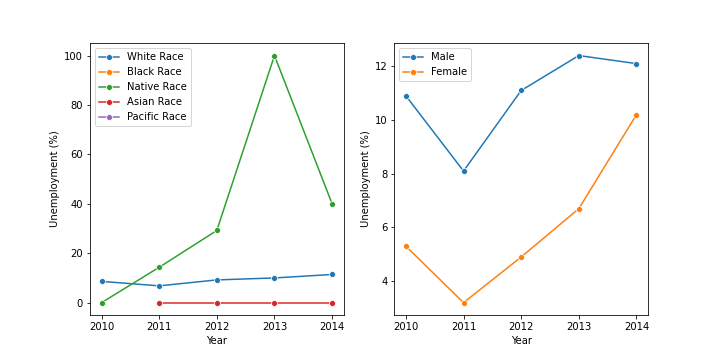 White Race
Black Race
Native Race
Asian Race
Pacific Race
100
80
60
40
20
0
Unemployment (%)
2010 2011 2012 2013 2014
Year
Male
Female
12
10
8
6
4
Unemployment (%)
2010 2011 2012 2013 2014
Year